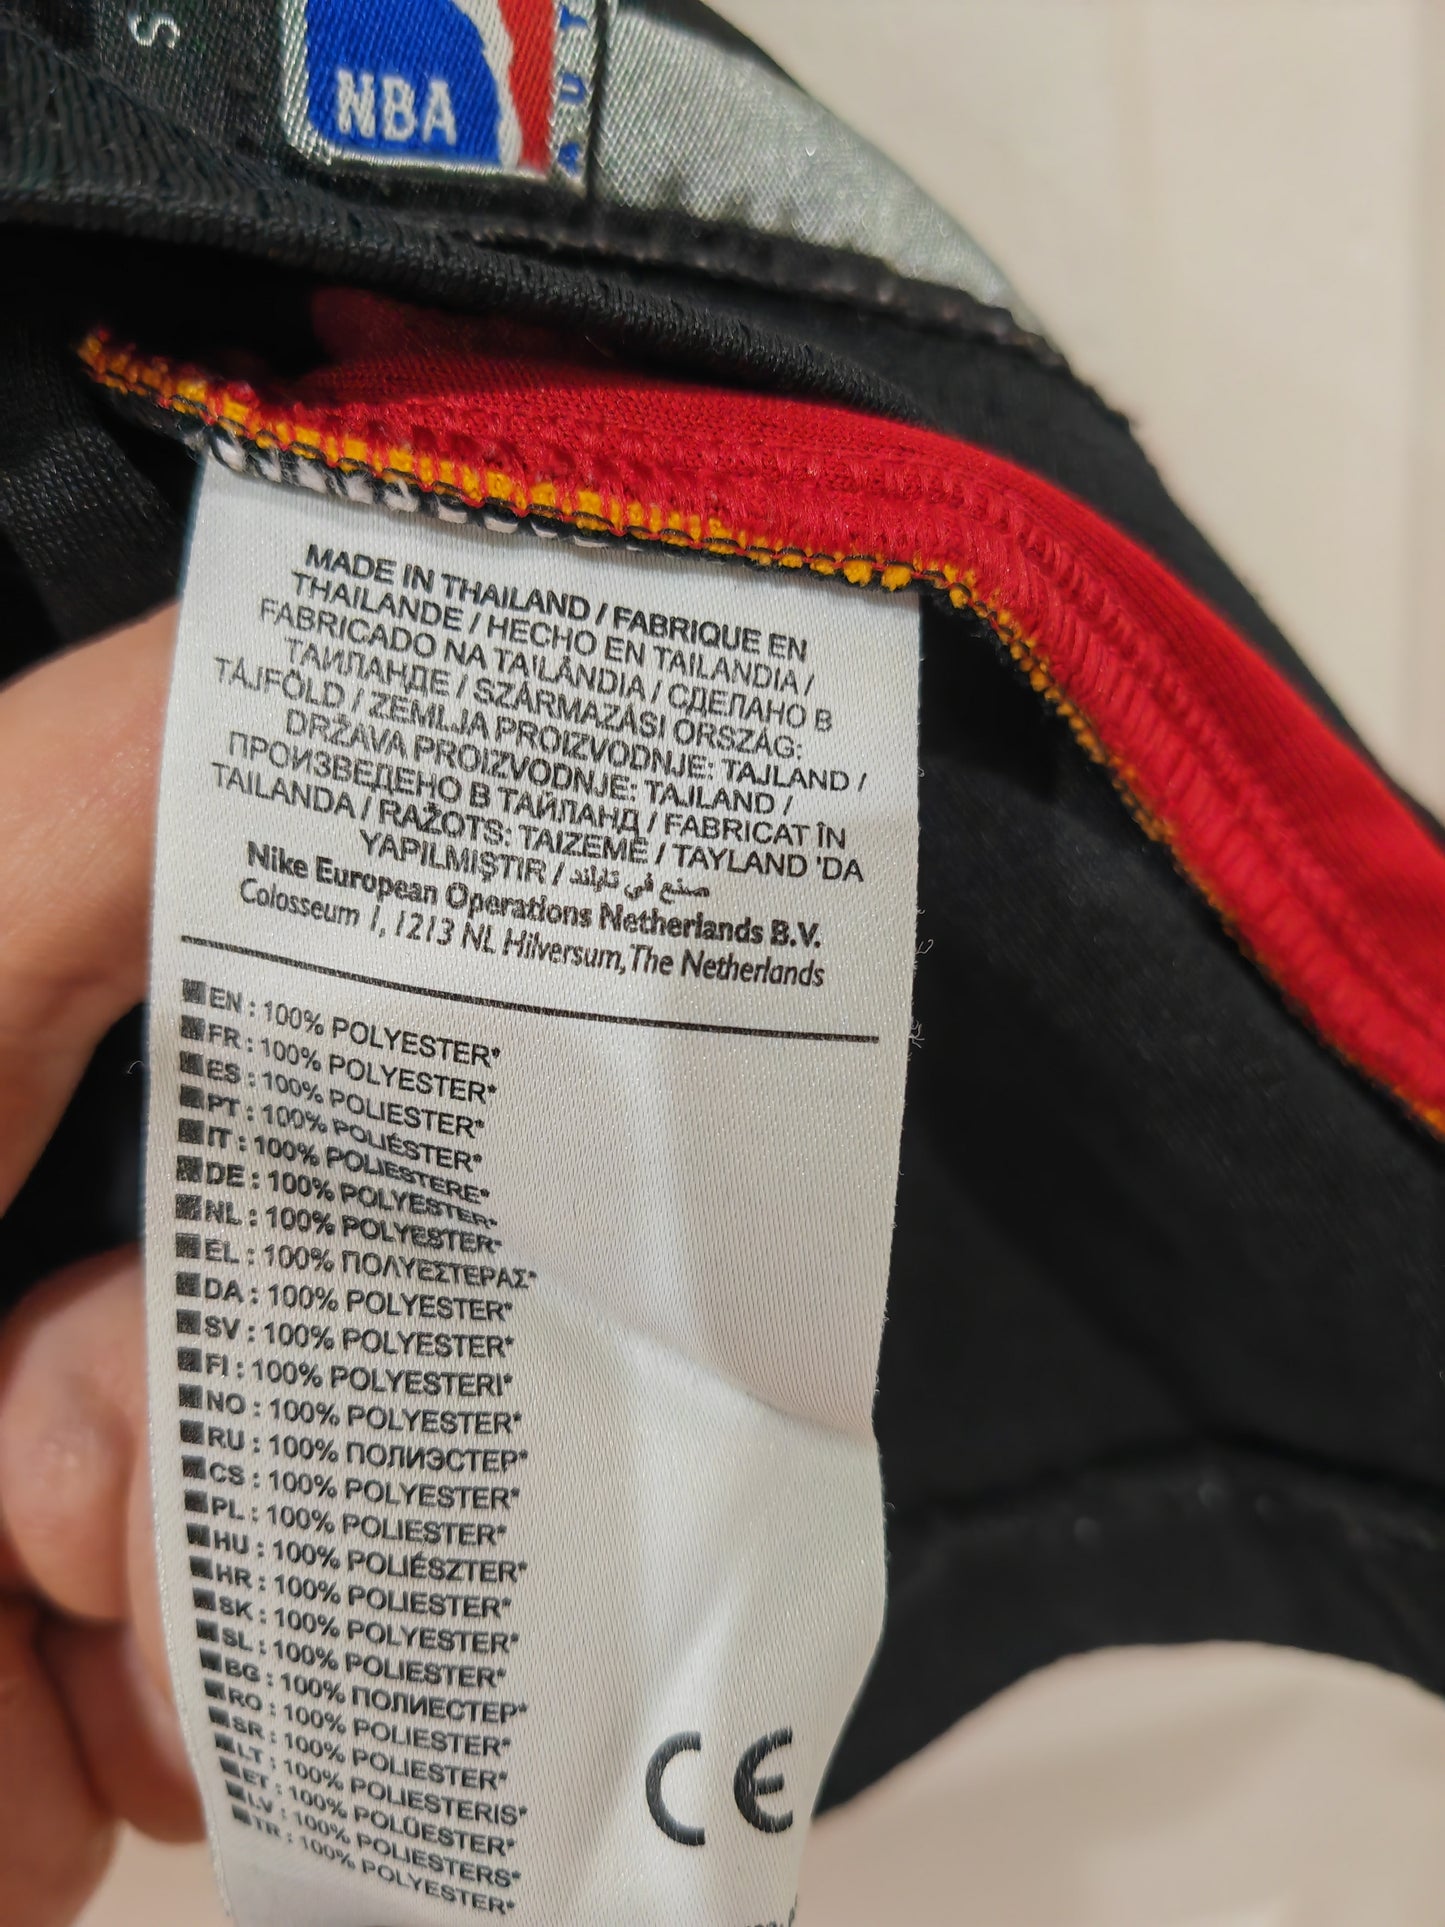 S
NBA
AUT
MADE IN THAILAND / FABRIQUE EN
THAILANDE / HECHO EN TAILANDIA /
FABRICADO NA TAILÂNDIA / СДЕЛАНО В
ТАИЛАНДЕ / SZÁRMAZÁSI ORSZÁG:
TÁJFÖLD / ZEMLJA PROIZVODNJE: TAJLAND /
DRŽAVA PROIZVODNJE: TAJLAND /
ПРОИЗВЕДЕНО В ТАЙЛАНД / FABRICAT ÎN
TAILANDA / RAŽOTS: TAIZEMĒ / TAYLAND 'DA
YAPILMIŞTIR / صنع في تايلاند
Nike European Operations Netherlands B.V.
Colosseum 1, 1213 NL Hilversum, The Netherlands
EN : 100% POLYESTER*
FR : 100% POLYESTER*
ES : 100% POLIESTER*
PT : 100% POLIÉSTER*
IT : 100% POLIESTERE*
DE : 100% POLYESTER*
NL : 100% POLYESTER*
EL : 100% ΠΟΛΥΕΣΤΕΡΑΣ*
DA : 100% POLYESTER*
SV : 100% POLYESTER*
FI : 100% POLYESTERI*
NO : 100% POLYESTER*
RU : 100% ПОЛИЭСТЕР*
CS : 100% POLYESTER*
PL : 100% POLIESTER*
HU : 100% POLIÉSZTER*
HR : 100% POLIESTER*
SK : 100% POLYESTER*
SL : 100% POLIESTER*
BG : 100% ПОЛИЕСТЕР*
RO : 100% POLIESTER*
SR : 100% POLIESTER*
LT : 100% POLIESTERIS*
ET : 100% POLÜESTER*
LV : 100% POLIESTERS*
TR : 100% POLYESTER*
CE